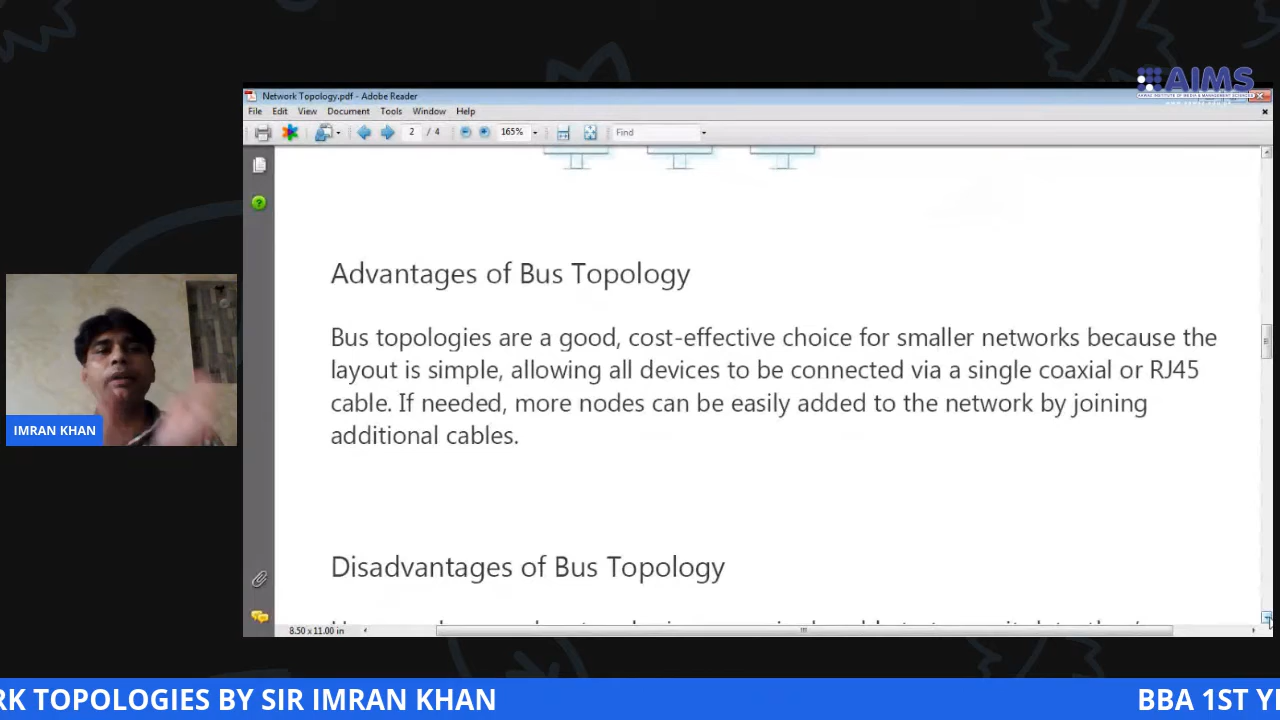 AIMS
Network Topology.pdf - Adobe Reader
File Edit View Document Tools Window Help
2 / 4 165% Find
Advantages of Bus Topology
Bus topologies are a good, cost-effective choice for smaller networks because the
layout is simple, allowing all devices to be connected via a single coaxial or RJ45
cable. If needed, more nodes can be easily added to the network by joining
additional cables.
IMRAN KHAN
Disadvantages of Bus Topology
8.50 x 11.00 in
RK TOPOLOGIES BY SIR IMRAN KHAN
BBA 1ST YE